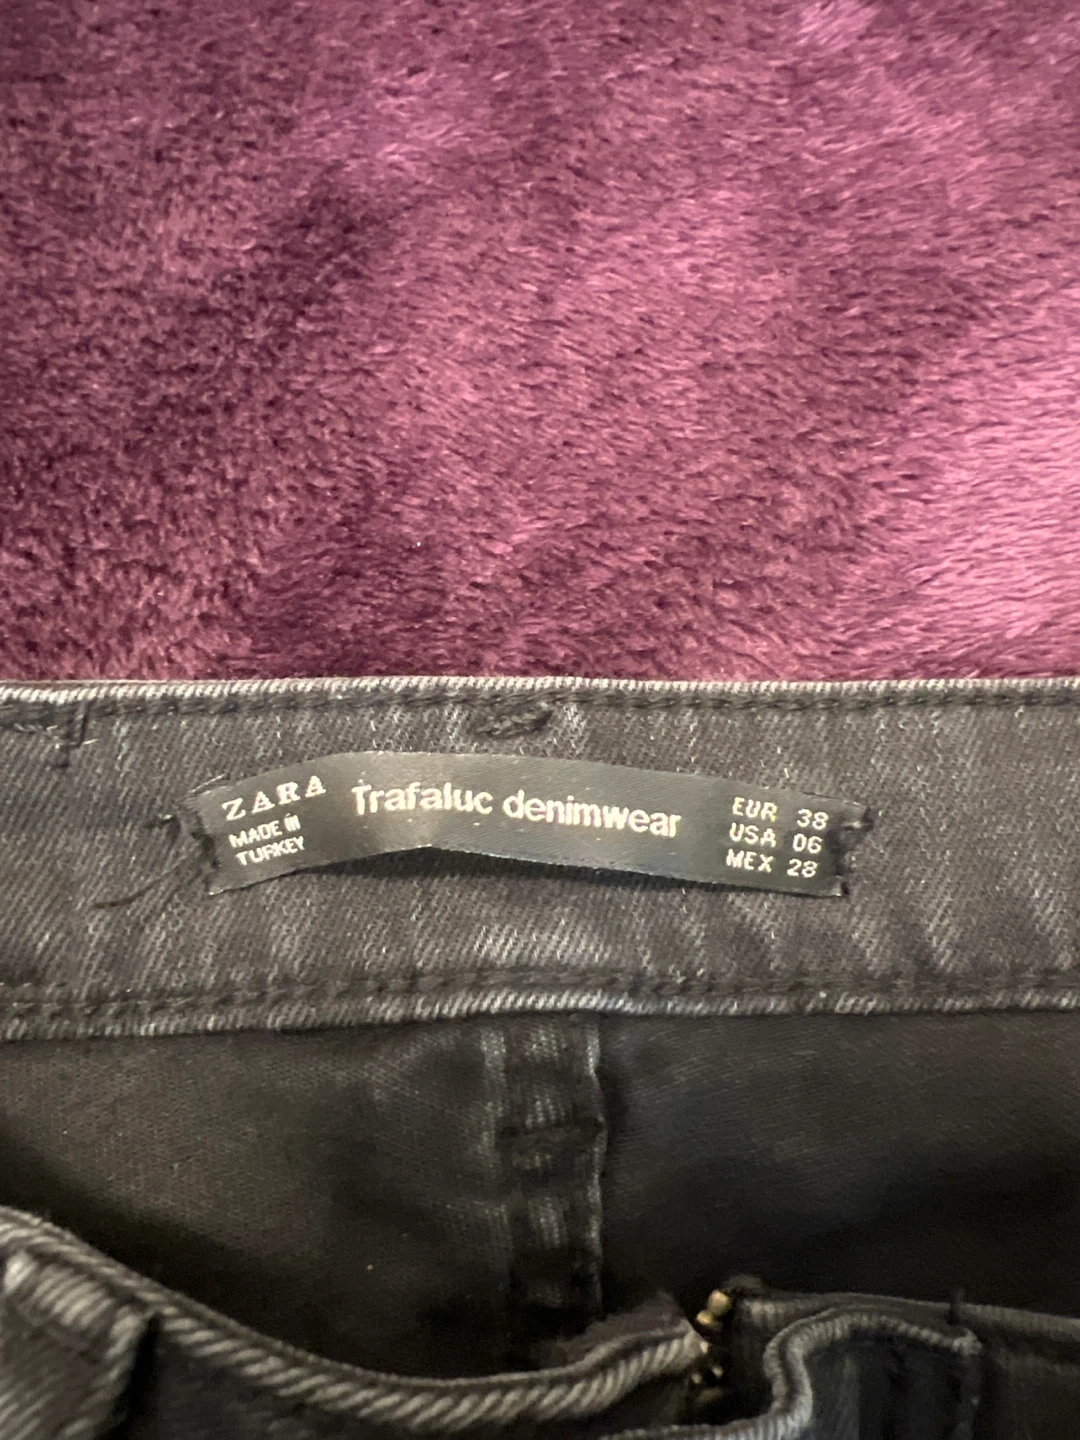 ZARA
MADE IN
TURKEY
Trafaluc denimwear
EUR 38
USA 06
MEX 28